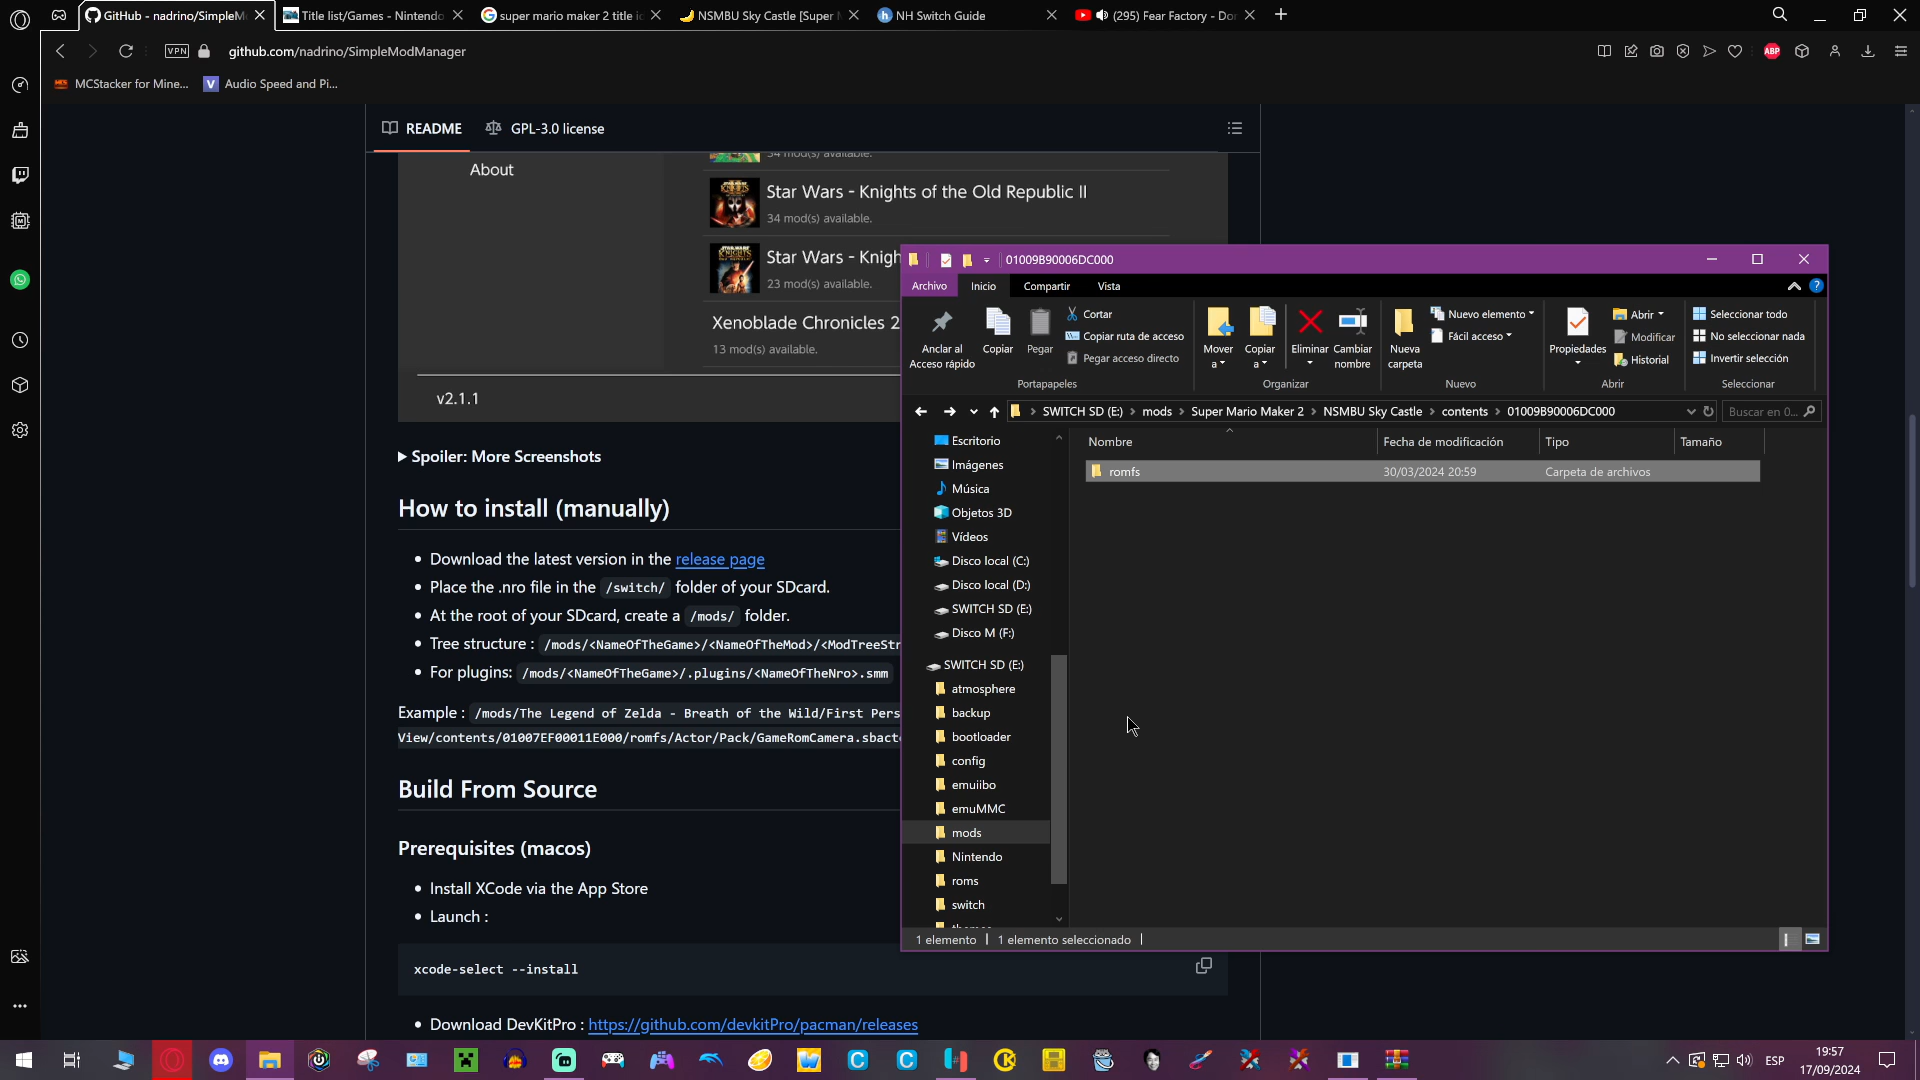 GitHub - nadrino/SimpleM
Title list/Games - Nintendo
super mario maker 2 title i
NSMBU Sky Castle [Super
NH Switch Guide
(295) Fear Factory - Do
VPN
github.com/nadrino/SimpleModManager
ABP
MCStacker for Mine...
Audio Speed and Pi...
README
GPL-3.0 license
About
34 mod(s) available.
Star Wars - Knights of the Old Republic II
34 mod(s) available.
Star Wars - Knigh
23 mod(s) available.
Xenoblade Chronicles 2
13 mod(s) available.
v2.1.1
Spoiler: More Screenshots
How to install (manually)
Download the latest version in the release page
Place the .nro file in the /switch/ folder of your SDcard.
At the root of your SDcard, create a /mods/ folder.
Tree structure : /mods/<NameOfTheGame>/<NameOfTheMod>/<ModTreeStr
For plugins: /mods/<NameOfTheGame>/.plugins/<NameOfTheNro>.smm
Example : /mods/The Legend of Zelda - Breath of the Wild/First Pers
View/contents/01007EF00011E000/romfs/Actor/Pack/GameRomCamera.sbact
Build From Source
Prerequisites (macos)
Install XCode via the App Store
Launch :
xcode-select --install
Download DevKitPro : https://github.com/devkitPro/pacman/releases
01009B90006DC000
Archivo Inicio Compartir Vista
Anclar al Acceso rápido
Copiar
Pegar
Cortar
Copiar ruta de acceso
Pegar acceso directo
Portapapeles
Mover a
Copiar a
Eliminar
Cambiar nombre
Organizar
Nueva carpeta
Nuevo elemento
Fácil acceso
Nuevo
Propiedades
Abrir
Modificar
Historial
Abrir
Seleccionar todo
No seleccionar nada
Invertir selección
Seleccionar
SWITCH SD (E:) > mods > Super Mario Maker 2 > NSMBU Sky Castle > contents > 01009B90006DC000
Buscar en 0...
Nombre Fecha de modificación Tipo Tamaño
romfs 30/03/2024 20:59 Carpeta de archivos
Escritorio
Imágenes
Música
Objetos 3D
Vídeos
Disco local (C:)
Disco local (D:)
SWITCH SD (E:)
Disco M (F:)
SWITCH SD (E:)
atmosphere
backup
bootloader
config
emuiibo
emuMMC
mods
Nintendo
roms
switch
1 elemento
1 elemento seleccionado
ESP
19:57
17/09/2024